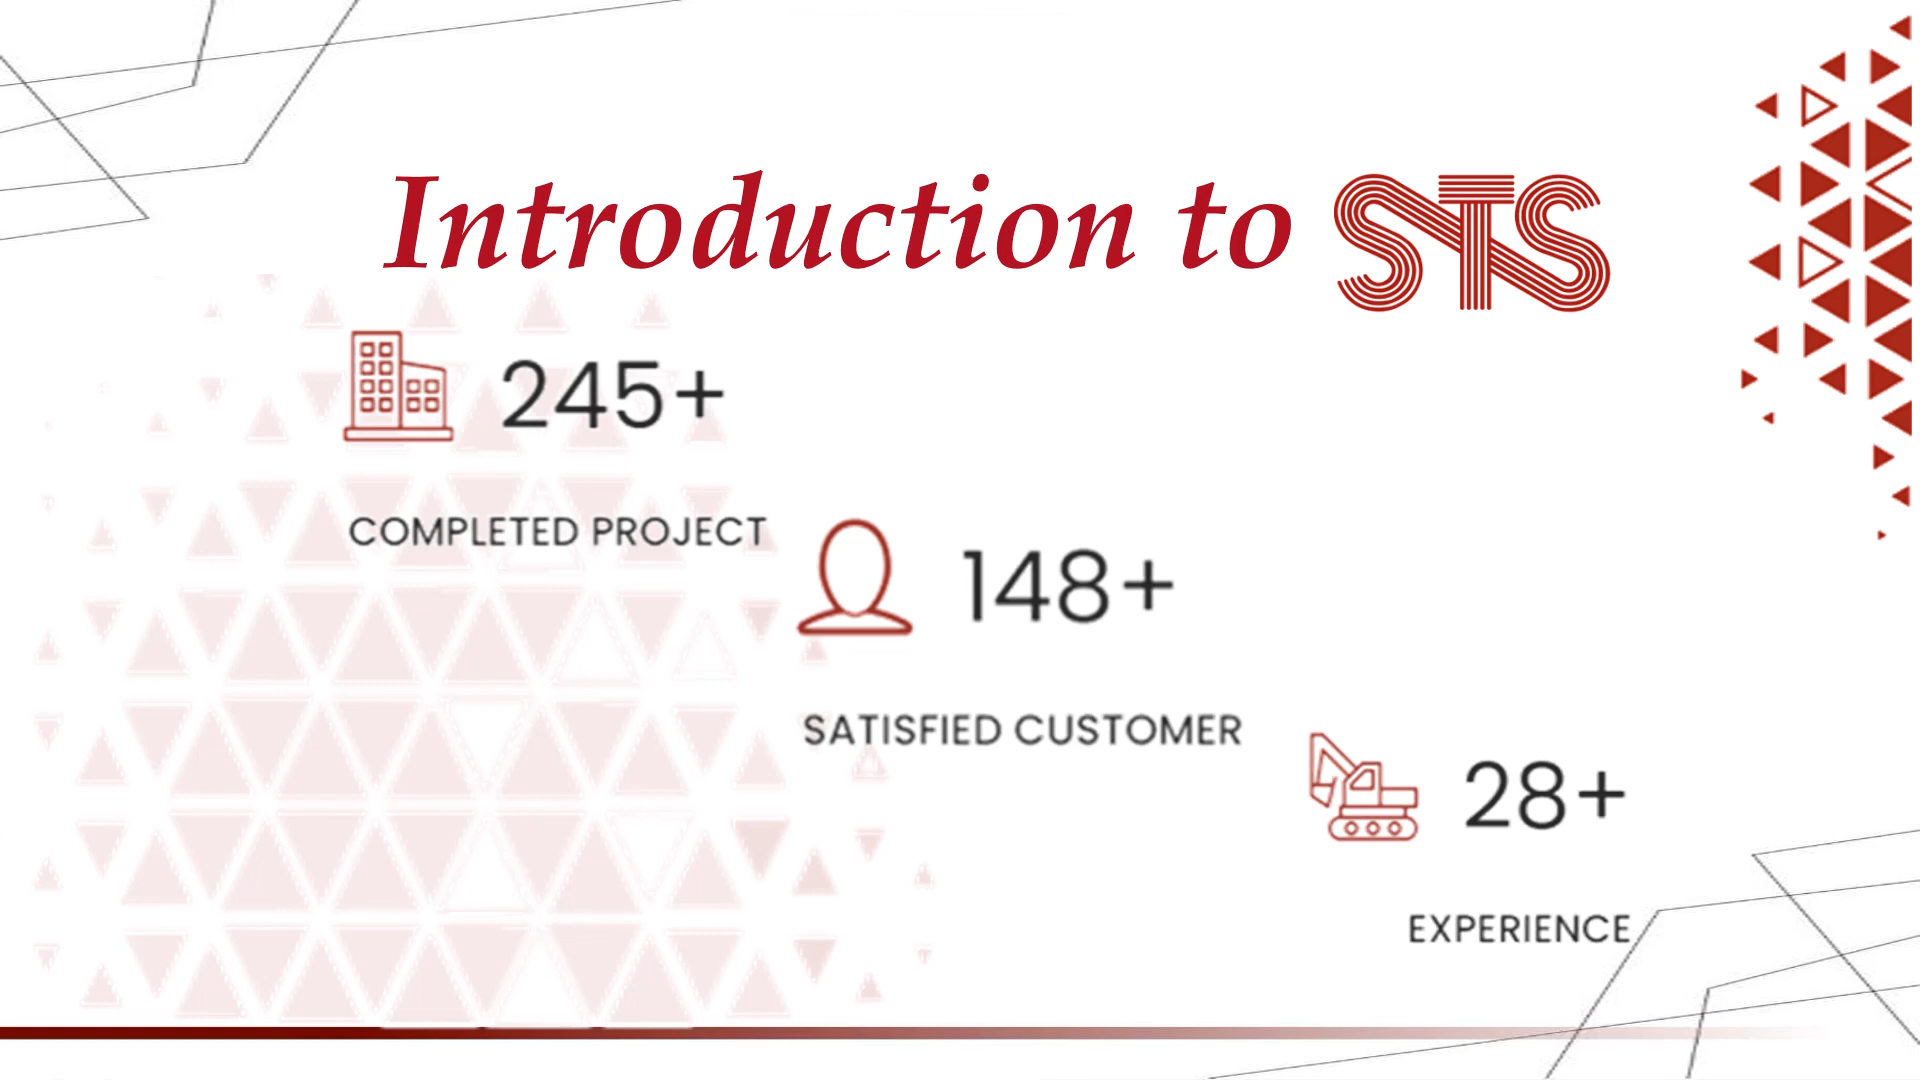 Introduction to STS
245+
COMPLETED PROJECT
148+
SATISFIED CUSTOMER
28+
EXPERIENCE